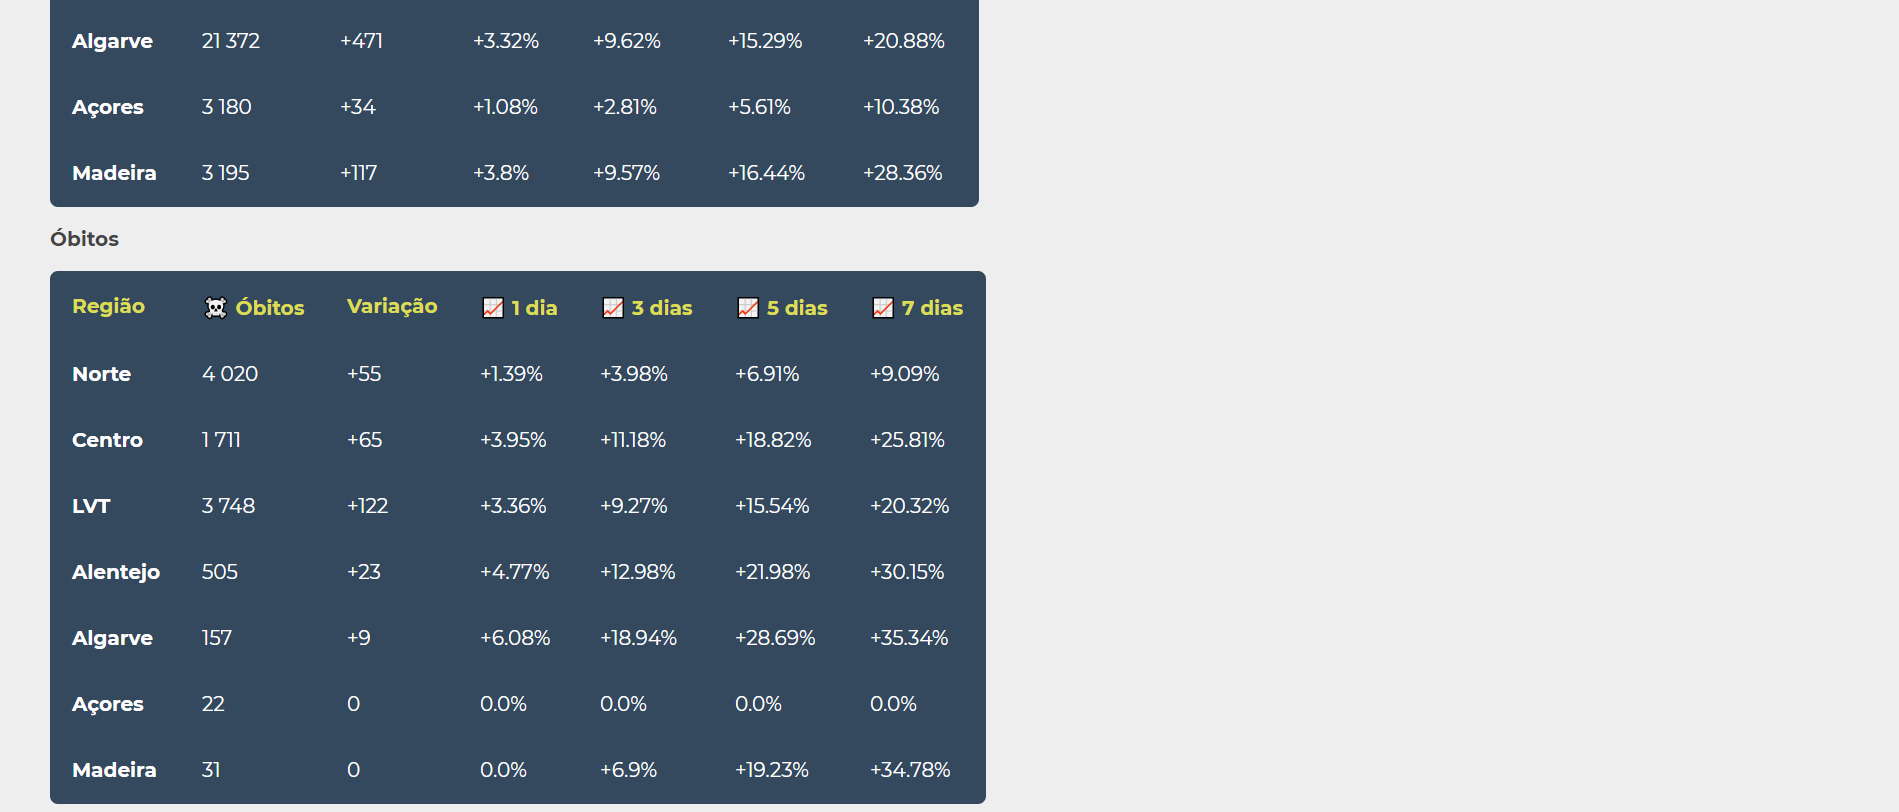 Algarve 21 372 +471 +3.32% +9.62% +15.29% +20.88%
Açores 3 180 +34 +1.08% +2.81% +5.61% +10.38%
Madeira 3 195 +117 +3.8% +9.57% +16.44% +28.36%
Óbitos
Região Óbitos Variação 1 dia 3 dias 5 dias 7 dias
Norte 4 020 +55 +1.39% +3.98% +6.91% +9.09%
Centro 1 711 +65 +3.95% +11.18% +18.82% +25.81%
LVT 3 748 +122 +3.36% +9.27% +15.54% +20.32%
Alentejo 505 +23 +4.77% +12.98% +21.98% +30.15%
Algarve 157 +9 +6.08% +18.94% +28.69% +35.34%
Açores 22 0 0.0% 0.0% 0.0% 0.0%
Madeira 31 0 0.0% +6.9% +19.23% +34.78%